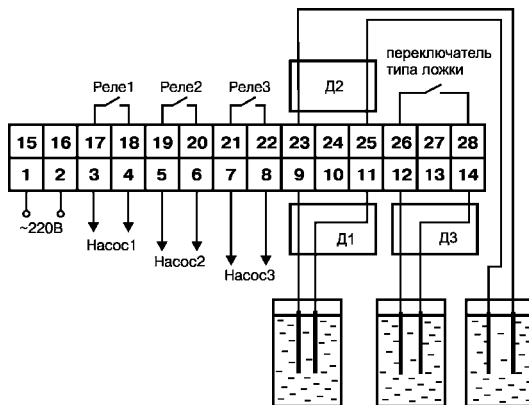 переключатель
типа ложки
Реле1 Реле2 Реле3
Д2
15 16 17 18 19 20 21 22 23 24 25 26 27 28
1 2 3 4 5 6 7 8 9 10 11 12 13 14
~220В
Насос1
Насос2
Насос3
Д1
Д3